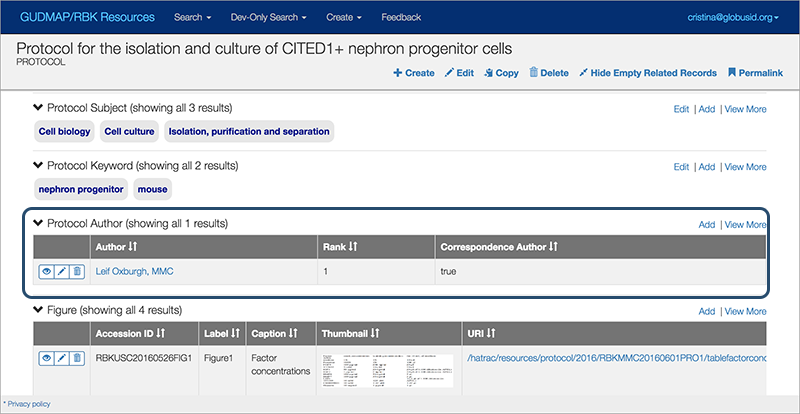 GUDMAP/RBK Resources Search Dev-Only Search Create Feedback cristina@globusid.org
Protocol for the isolation and culture of CITED1+ nephron progenitor cells
PROTOCOL
Create Edit Copy Delete Hide Empty Related Records Permalink
Protocol Subject (showing all 3 results) Edit | Add | View More
Cell biology Cell culture Isolation, purification and separation
Protocol Keyword (showing all 2 results) Edit | Add | View More
nephron progenitor mouse
Protocol Author (showing all 1 results) Add | View More
Author Rank Correspondence Author
Leif Oxburgh, MMC 1 true
Figure (showing all 4 results) Add | View More
Accession ID Label Caption Thumbnail URI
RBKUSC20160526FIG1 Figure1 Factor /hatrac/resources/protocol/2016/RBKMMC20160601PRO1/tablefactorconc
concentrations
* Privacy policy